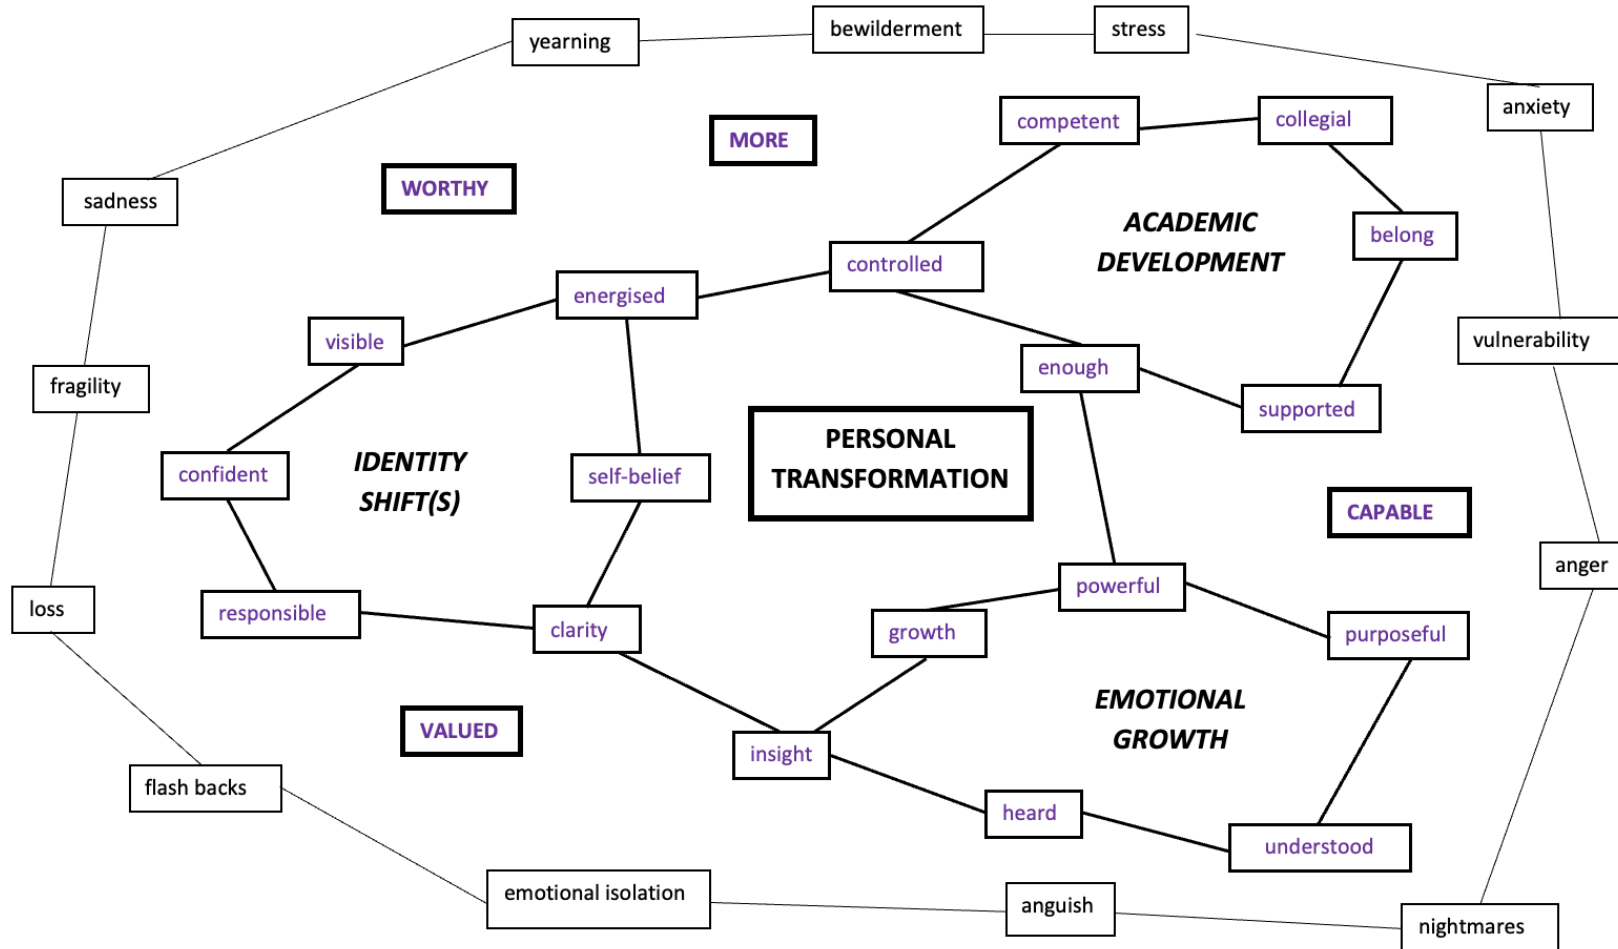 yearning
bewilderment
stress
anxiety
competent
collegial
MORE
WORTHY
sadness
ACADEMIC
DEVELOPMENT
belong
controlled
energised
visible
vulnerability
enough
fragility
supported
PERSONAL
TRANSFORMATION
IDENTITY
SHIFT(S)
confident
self-belief
CAPABLE
anger
powerful
loss
responsible
clarity
growth
purposeful
EMOTIONAL
GROWTH
VALUED
insight
flash backs
heard
understood
emotional isolation
anguish
nightmares